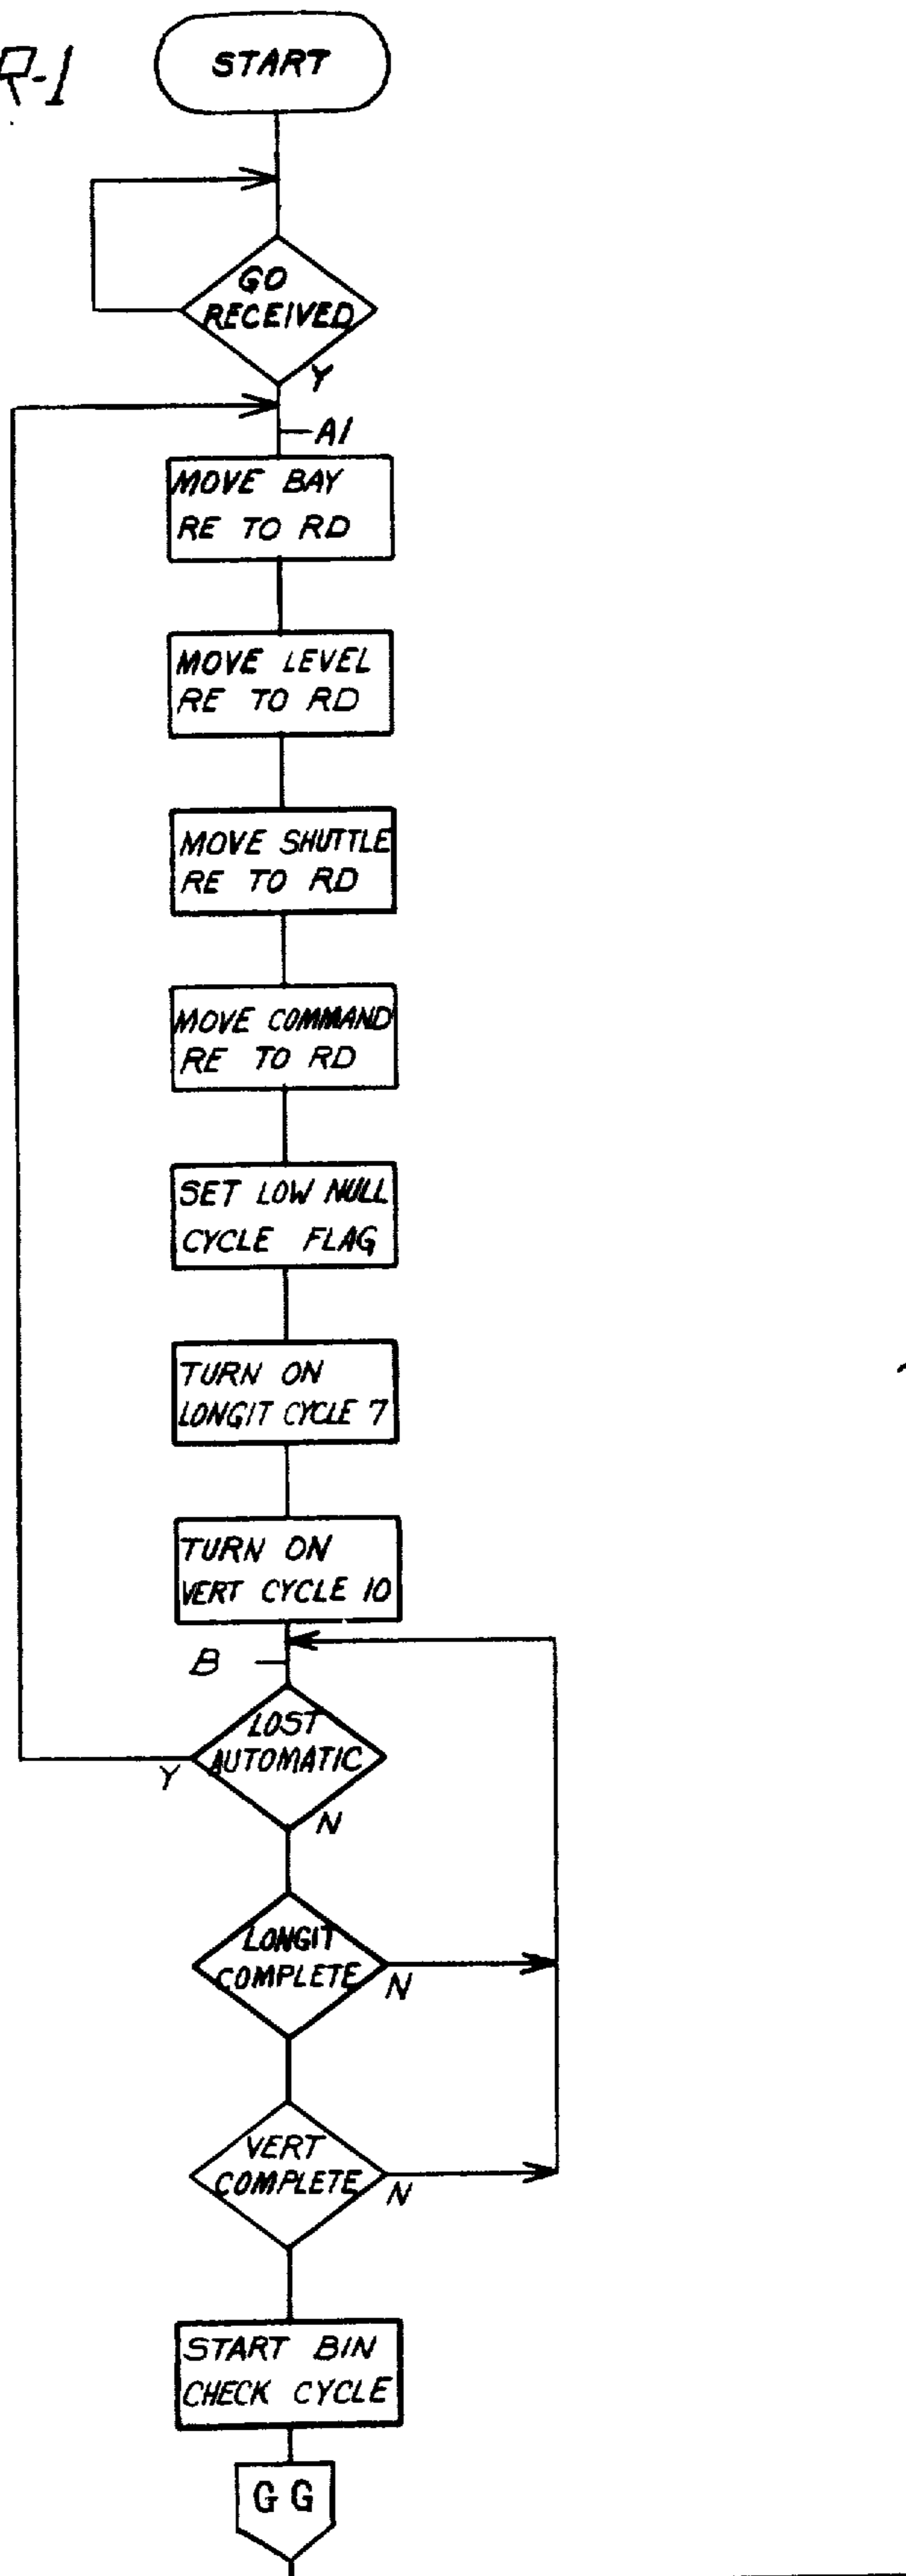 R-1
START
GO
RECEIVED
Y
A1
MOVE BAY
RE TO RD
MOVE LEVEL
RE TO RD
MOVE SHUTTLE
RE TO RD
MOVE COMMAND
RE TO RD
SET LOW NULL
CYCLE FLAG
TURN ON
LONGIT CYCLE 7
TURN ON
VERT CYCLE 10
B
LOST
AUTOMATIC
Y
N
LONGIT
COMPLETE
N
VERT
COMPLETE
N
START BIN
CHECK CYCLE
G G